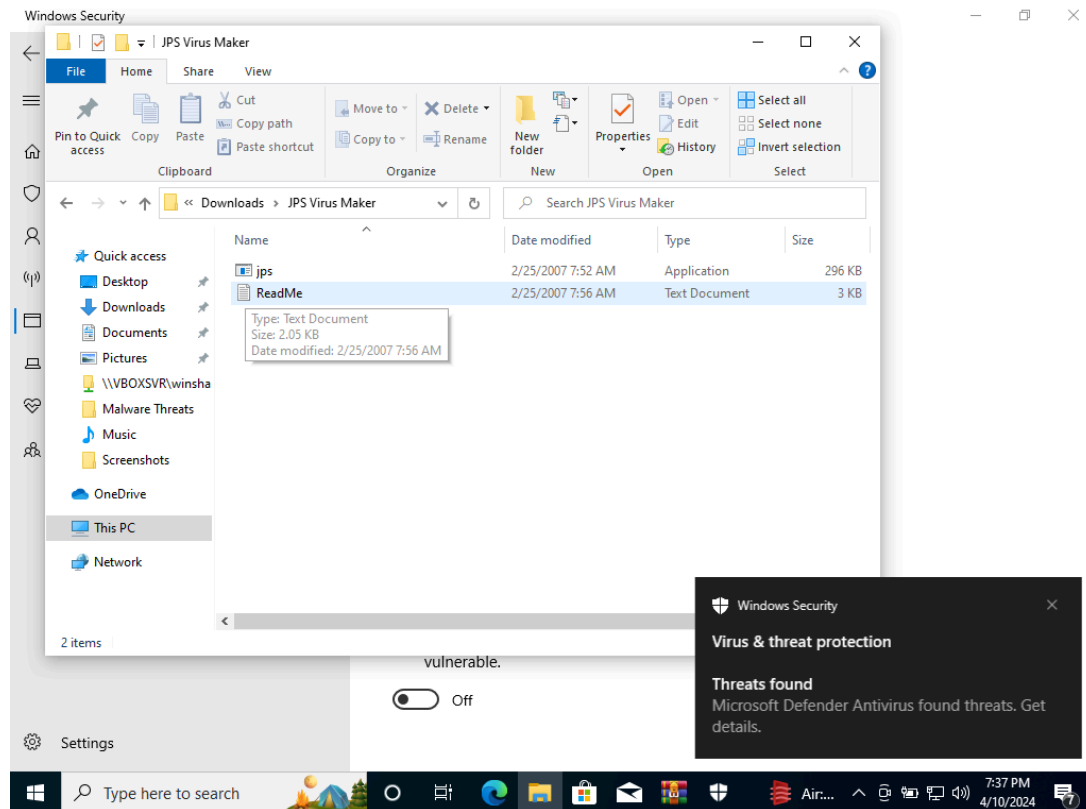 Windows Security
JPS Virus Maker
File Home Share View
Pin to Quick access
Copy
Paste
Cut
Copy path
Paste shortcut
Clipboard
Move to
Copy to
Delete
Rename
Organize
New folder
New
Properties
Open
Edit
History
Open
Select all
Select none
Invert selection
Select
« Downloads > JPS Virus Maker
Search JPS Virus Maker
Name Date modified Type Size
Quick access
Desktop
Downloads
Documents
Pictures
\\VBOXSVR\winsha
Malware Threats
Music
Screenshots
OneDrive
This PC
Network
jps 2/25/2007 7:52 AM Application 296 KB
ReadMe 2/25/2007 7:56 AM Text Document 3 KB
Type: Text Document
Size: 2.05 KB
Date modified: 2/25/2007 7:56 AM
2 items
vulnerable.
Off
Settings
Windows Security
Virus & threat protection
Threats found
Microsoft Defender Antivirus found threats. Get
details.
Type here to search
Air:...
7:37 PM
4/10/2024
7